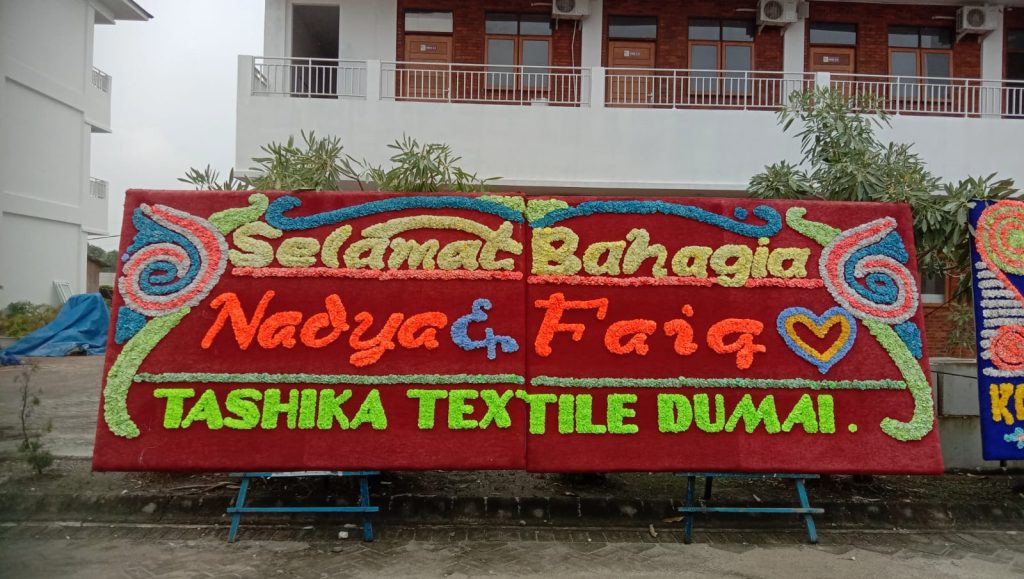 Selamat Bahagia
Nadya & Faiq
TASHIKA TEXTILE DUMAI.